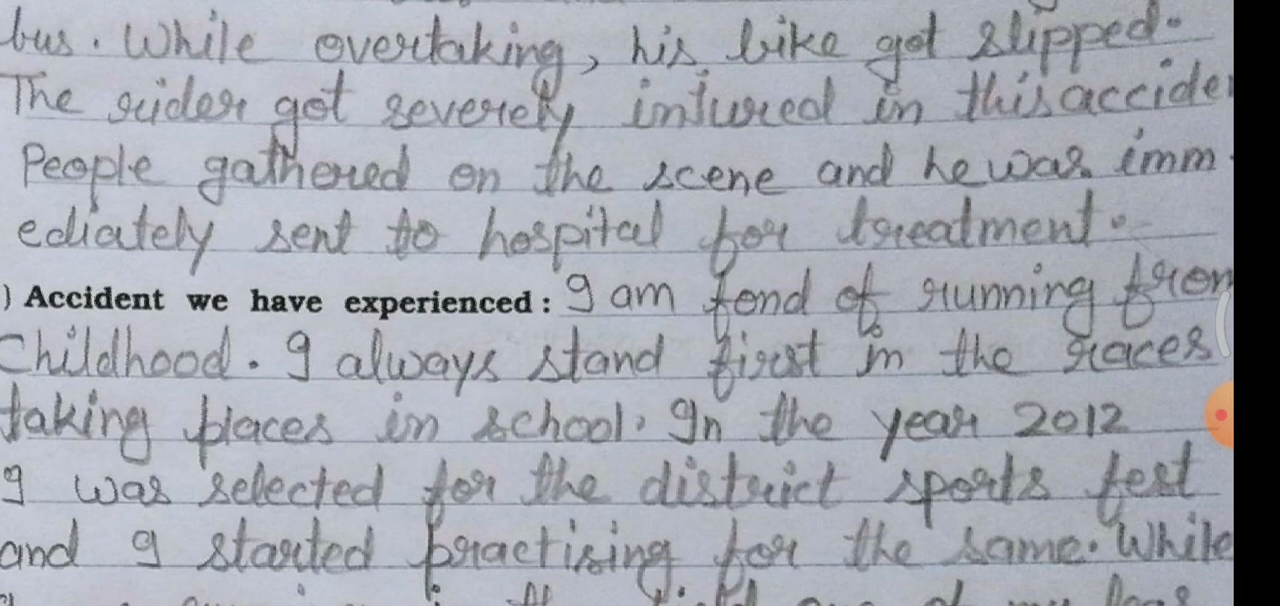 bus. While overtaking, his bike got slipped.
The rider got severely intured in this accide
People gathered on the scene and he was imm
ediately sent to hospital for treatment.
) Accident we have experienced : I am fond of running from
Childhood. I always stand first in the races
taking places in school. In the year 2012
I was selected for the district sports fest
and I started practising for the same. While